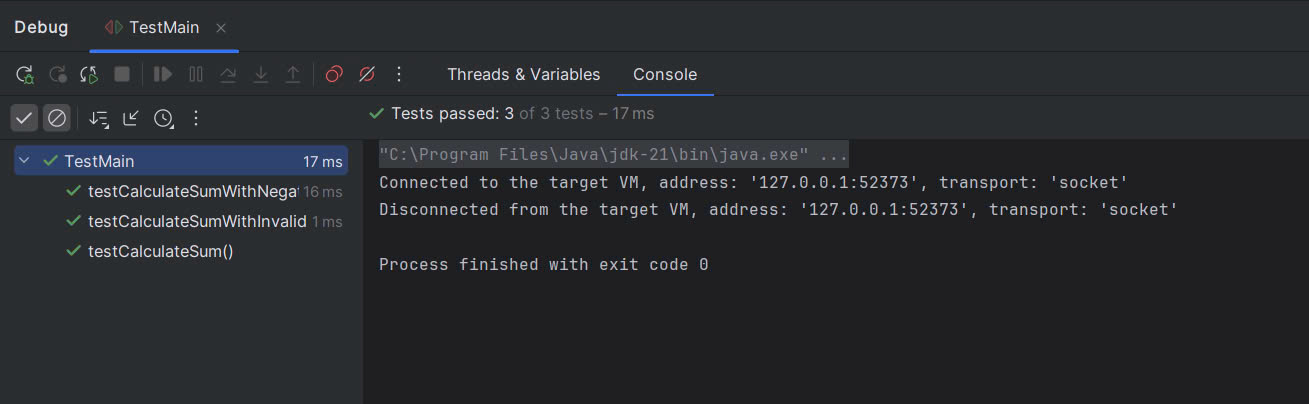 Debug TestMain
Threads & Variables Console
Tests passed: 3 of 3 tests – 17 ms
TestMain 17 ms
testCalculateSumWithNega 16 ms
testCalculateSumWithInvalid 1 ms
testCalculateSum()
"C:\Program Files\Java\jdk-21\bin\java.exe" ...
Connected to the target VM, address: '127.0.0.1:52373', transport: 'socket'
Disconnected from the target VM, address: '127.0.0.1:52373', transport: 'socket'
Process finished with exit code 0